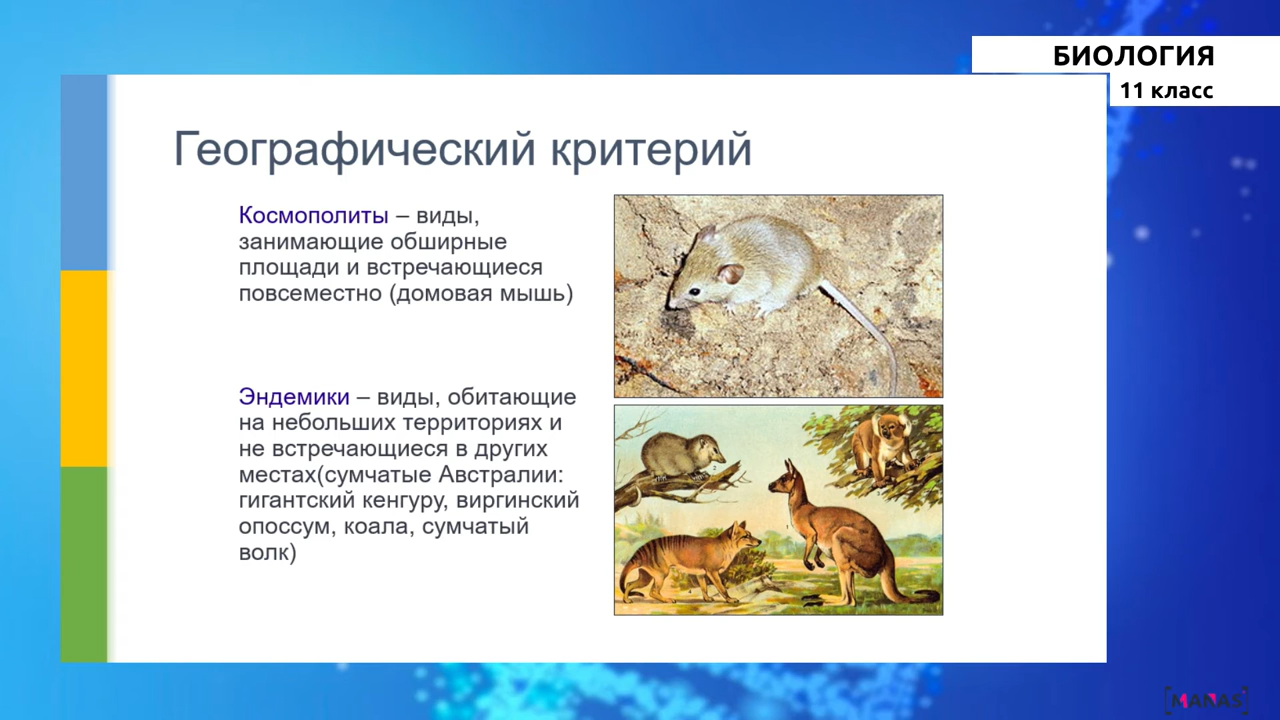 БИОЛОГИЯ
11 класс
Географический критерий
Космополиты – виды,
занимающие обширные
площади и встречающиеся
повсеместно (домовая мышь)
Эндемики – виды, обитающие
на небольших территориях и
не встречающиеся в других
местах(сумчатые Австралии:
гигантский кенгуру, виргинский
опоссум, коала, сумчатый
волк)
[MANAS]